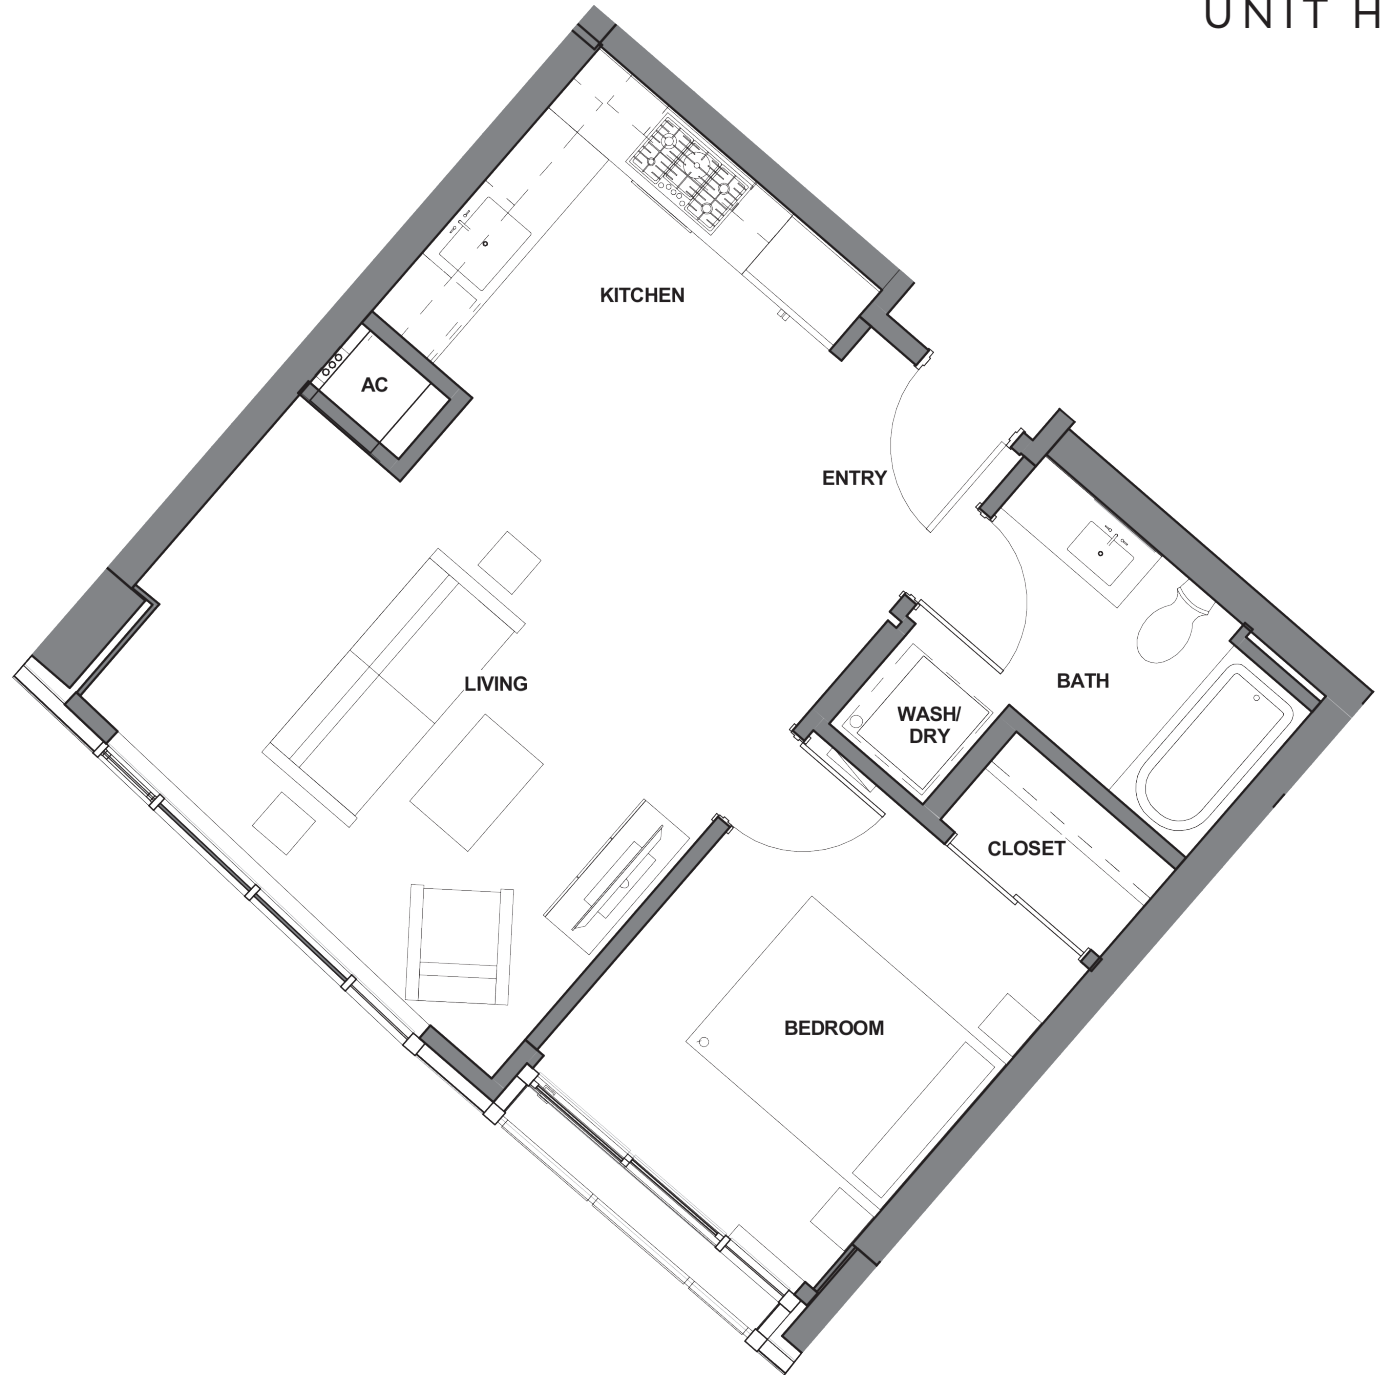 UNIT H
KITCHEN
AC
ENTRY
LIVING
BATH
WASH/
DRY
CLOSET
BEDROOM